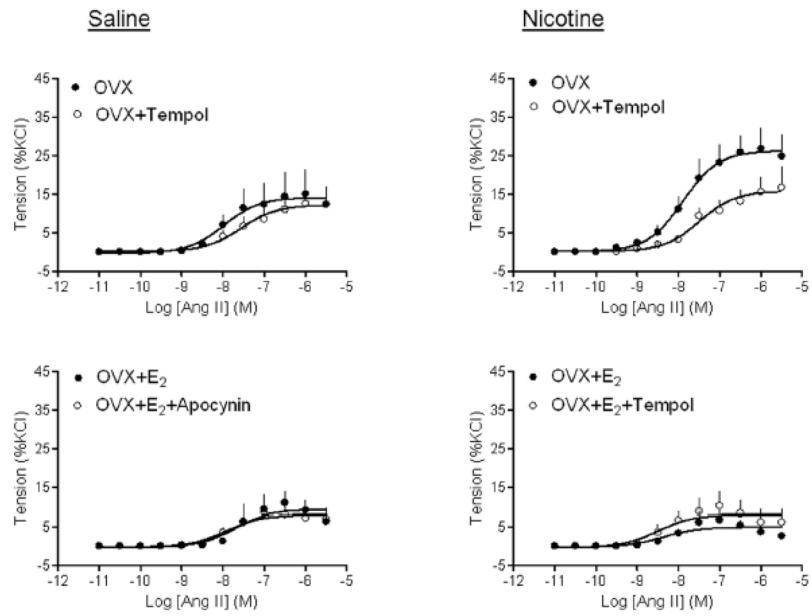 Saline
Nicotine
OVX
OVX+Tempol
45
35
25
15
5
-5
Tension (%KCl)
-12 -11 -10 -9 -8 -7 -6 -5
Log [Ang II] (M)
OVX
OVX+Tempol
45
35
25
15
5
-5
Tension (%KCl)
-12 -11 -10 -9 -8 -7 -6 -5
Log [Ang II] (M)
OVX+E₂
OVX+E₂+Apocynin
45
35
25
15
5
-5
Tension (%KCl)
-12 -11 -10 -9 -8 -7 -6 -5
Log [Ang II] (M)
OVX+E₂
OVX+E₂+Tempol
45
35
25
15
5
-5
Tension (%KCl)
-12 -11 -10 -9 -8 -7 -6 -5
Log [Ang II] (M)